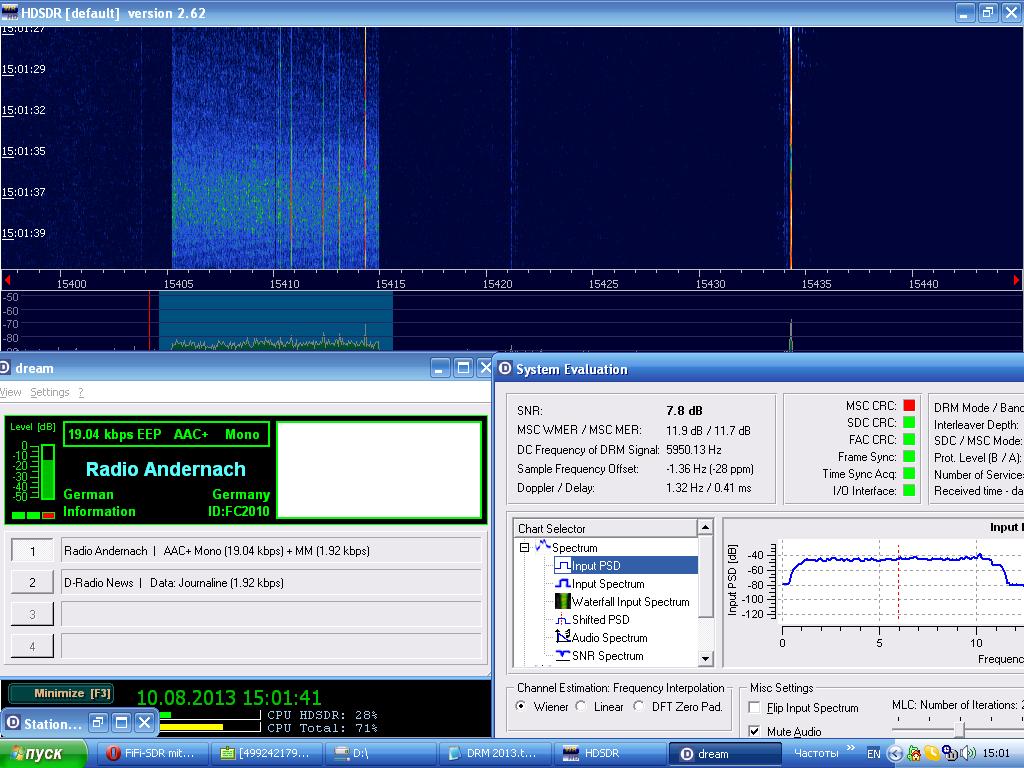 HDSDR [default] version 2.62
15:01:27
15:01:29
15:01:32
15:01:35
15:01:37
15:01:39
15400 15405 15410 15415 15420 15425 15430 15435 15440
-50
-60
-70
-80
-90
dream
View Settings ?
Level [dB]
0
-10
-20
-30
-40
-50
19.04 kbps EEP AAC+ Mono
Radio Andernach
German Germany
Information ID:FC2010
1 Radio Andernach | AAC+ Mono (19.04 kbps) + MM (1.92 kbps)
2 D-Radio News | Data: Journaline (1.92 kbps)
3
4
System Evaluation
SNR: 7.8 dB
MSC WMER / MSC MER: 11.9 dB / 11.7 dB
DC Frequency of DRM Signal: 5950.13 Hz
Sample Frequency Offset: -1.36 Hz (-28 ppm)
Doppler / Delay: 1.32 Hz / 0.41 ms
MSC CRC:
SDC CRC:
FAC CRC:
Frame Sync:
Time Sync Acq:
I/O Interface:
DRM Mode / Band
Interleaver Depth:
SDC / MSC Mode:
Prot. Level (B / A):
Number of Service
Received time - da
Chart Selector
Spectrum
Input PSD
Input Spectrum
Waterfall Input Spectrum
Shifted PSD
Audio Spectrum
SNR Spectrum
Input
Input PSD [dB]
-40
-60
-80
-100
-120
0 5 10
Frequenc
Channel Estimation: Frequency Interpolation
Wiener Linear DFT Zero Pad.
Misc Settings
Flip Input Spectrum
Mute Audio
MLC: Number of Iterations: 2
Minimize [F3]
10.08.2013 15:01:41
CPU HDSDR: 28%
CPU Total: 71%
Station...
пуск
FiFi-SDR mit...
[499242179...
D:\
DRM 2013.t...
HDSDR
dream
Частоты
»
EN
15:01